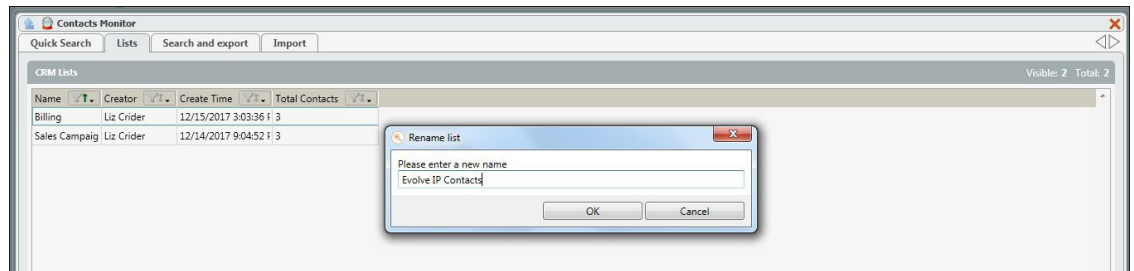 Contacts Monitor
Quick Search Lists Search and export Import
CRM Lists Visible: 2 Total: 2
Name Creator Create Time Total Contacts
Billing Liz Crider 12/15/2017 3:03:36 F 3
Sales Campaig Liz Crider 12/14/2017 9:04:52 F 3
Rename list
Please enter a new name
Evolve IP Contacts
OK Cancel